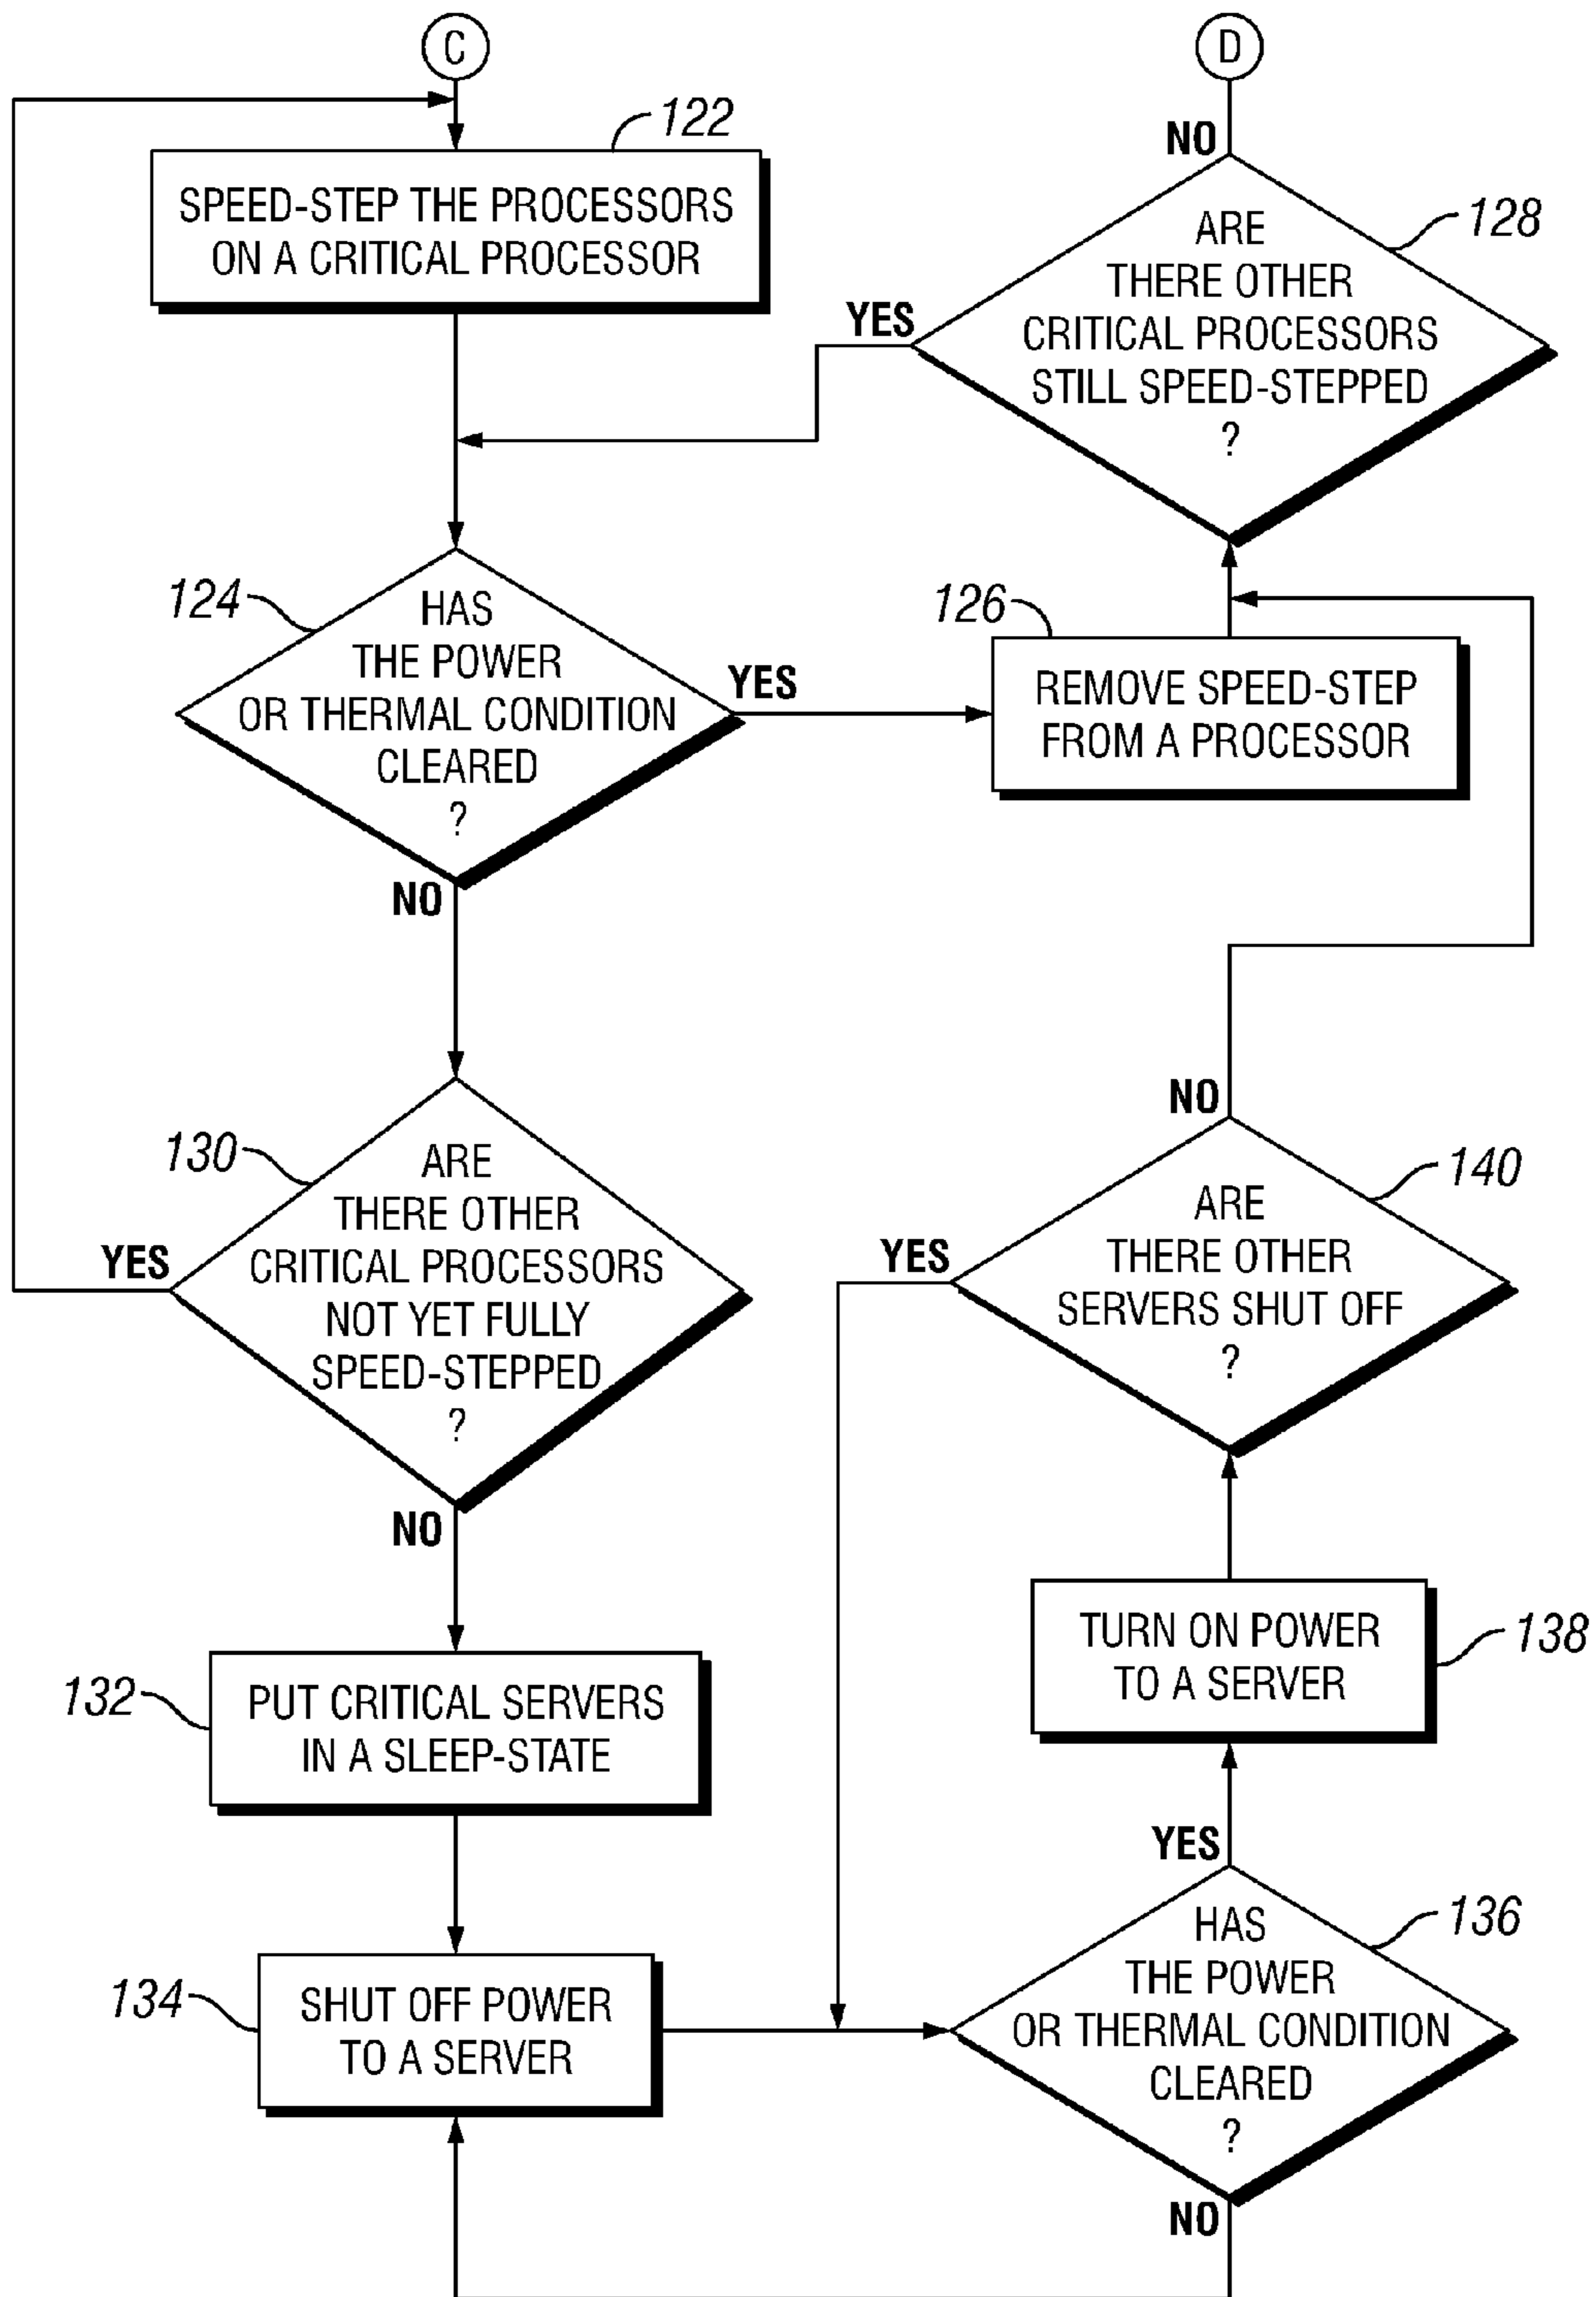 C
D
122
SPEED-STEP THE PROCESSORS
ON A CRITICAL PROCESSOR
NO
128
ARE
THERE OTHER
CRITICAL PROCESSORS
STILL SPEED-STEPPED
?
YES
124
HAS
THE POWER
OR THERMAL CONDITION
CLEARED
?
YES
NO
126
REMOVE SPEED-STEP
FROM A PROCESSOR
130
ARE
THERE OTHER
CRITICAL PROCESSORS
NOT YET FULLY
SPEED-STEPPED
?
YES
NO
NO
140
ARE
THERE OTHER
SERVERS SHUT OFF
?
YES
132
PUT CRITICAL SERVERS
IN A SLEEP-STATE
TURN ON POWER
TO A SERVER
138
134
SHUT OFF POWER
TO A SERVER
YES
136
HAS
THE POWER
OR THERMAL CONDITION
CLEARED
?
NO